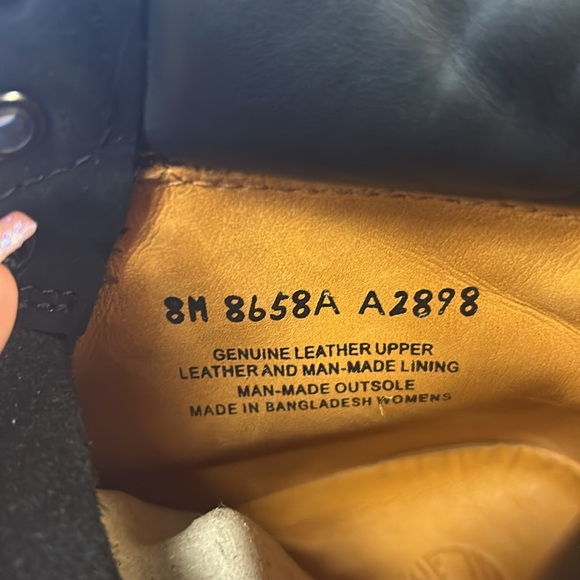 8M 8658A A2898
GENUINE LEATHER UPPER
LEATHER AND MAN-MADE LINING
MAN-MADE OUTSOLE
MADE IN BANGLADESH WOMENS